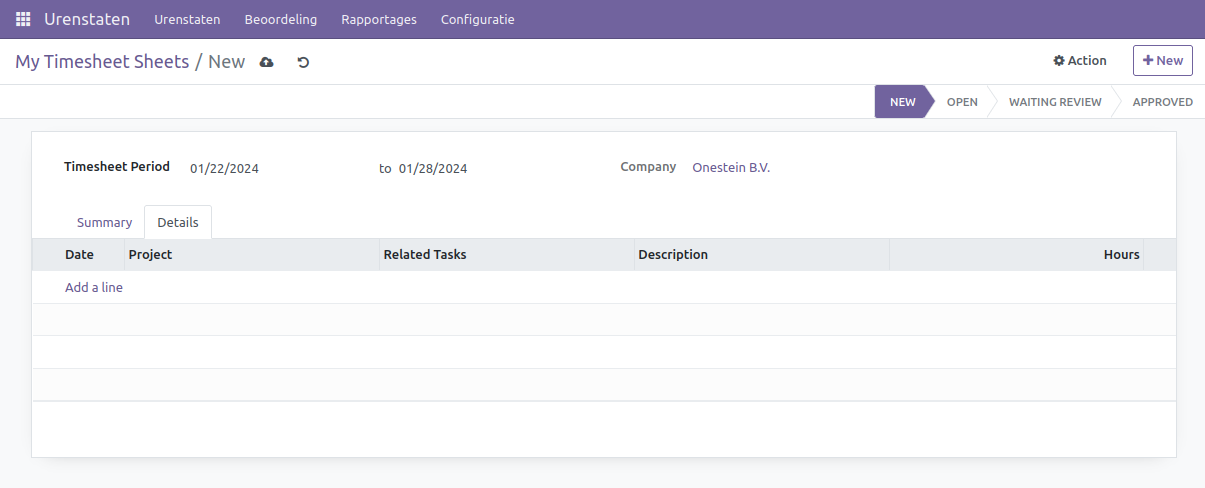 Urenstaten Urenstaten Beoordeling Rapportages Configuratie
My Timesheet Sheets / New Action New
NEW OPEN WAITING REVIEW APPROVED
Timesheet Period 01/22/2024 to 01/28/2024 Company Onestein B.V.
Summary Details
Date Project Related Tasks Description Hours
Add a line